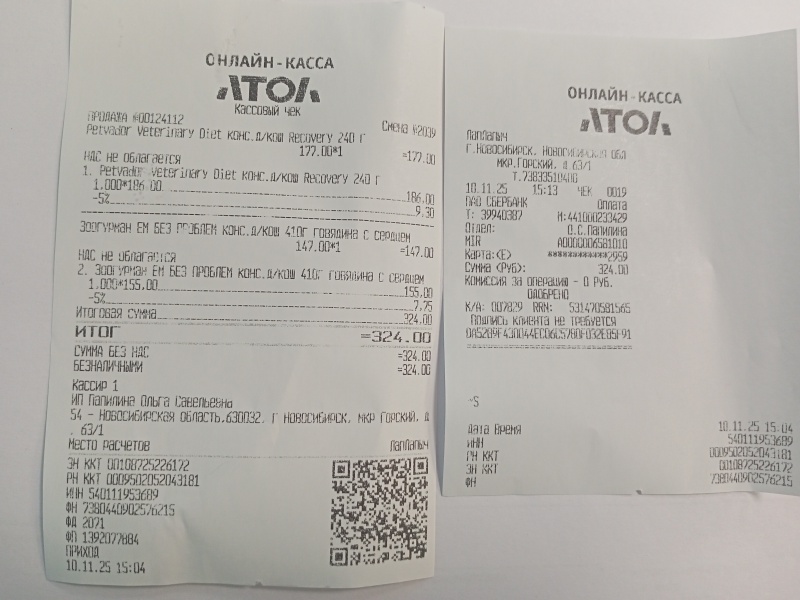 ОНЛАЙН-КАССА
АТОЛ
Кассовый чек
ПРОДАЖА №00124112
Смена №2039
Petvador Veterinary Diet конс.д/кош Recovery 240 г
177.00*1 =177.00
НДС не облагается
1. Petvador Veterinary Diet конс.д/кош Recovery 240 г
1.000*186.00 186.00
-5% 9.30
Зоогурман ЕМ БЕЗ ПРОБЛЕМ конс.д/кош 410г говядина с сердцем
147.00*1 =147.00
НДС не облагается
2. Зоогурман ЕМ БЕЗ ПРОБЛЕМ конс.д/кош 410г говядина с сердцем
1.000*155.00 155.00
-5% 7.75
Итоговая сумма 324.00
ИТОГ =324.00
СУММА БЕЗ НДС =324.00
БЕЗНАЛИЧНЫМИ =324.00
Кассир 1
ИП Папилина Ольга Савельевна
54 - Новосибирская область,630032, г Новосибирск, мкр Горский, д
. 63/1
Место расчетов ЛапЛапыч
ЗН ККТ 00108725226172
РН ККТ 0009502052043181
ИНН 540111953689
ФН 7380440902576215
ФД 2071
ФП 1392077884
ПРИХОД
10.11.25 15:04
ОНЛАЙН-КАССА
АТОЛ
ЛапЛапыч
г.Новосибирск, Новосибирская обл
мкр.Горский, д.63/1
Т.73833510400
10.11.25 15:13 ЧЕК 0019
ПАО СБЕРБАНК Оплата
Т: 39940387 М:441000233429
Отдел: О.С.Папилина
MIR A0000006581010
Карта:(E) ************2959
Сумма (Руб): 324.00
Комиссия за операцию - 0 Руб.
ОДОБРЕНО
К/А: 007829 RRN: 531470581565
Подпись клиента не требуется
~S
Дата Время 10.11.25 15:04
ИНН 540111953689
РН ККТ 0009502052043181
ЗН ККТ 00108725226172
ФН 7380440902576215